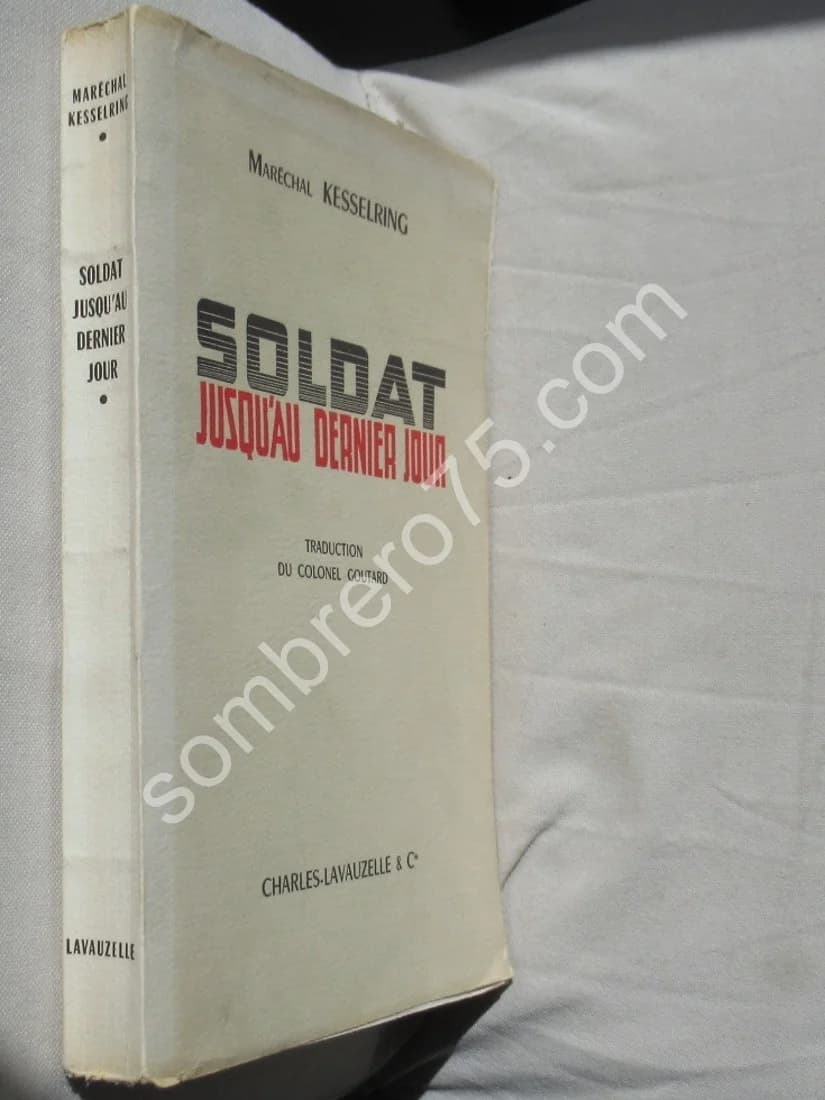 MARÉCHAL
KESSELRING
•
SOLDAT
JUSQU'AU
DERNIER
JOUR
•
LAVAUZELLE
MARÉCHAL KESSELRING
SOLDAT
JUSQU'AU DERNIER JOUR
TRADUCTION
DU COLONEL GOUTARD
CHARLES-LAVAUZELLE & Cie
sombrero75.com